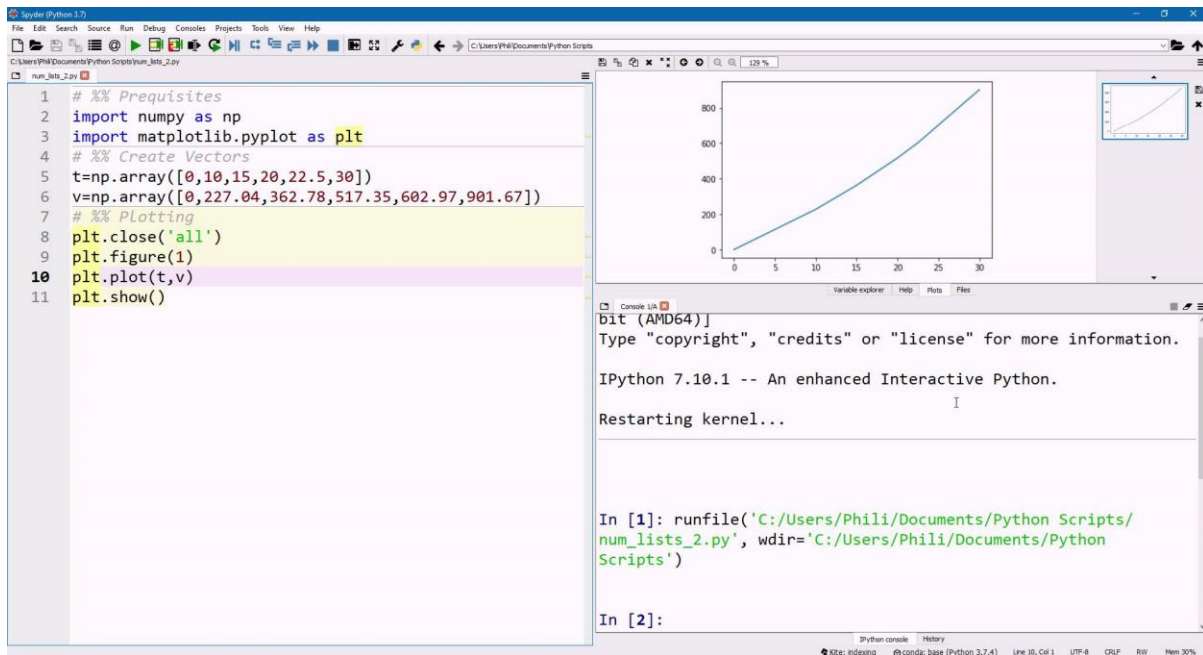 Spyder (Python 3.7)
File Edit Search Source Run Debug Consoles Projects Tools View Help
C:\Users\Phili\Documents\Python Scripts
C:\Users\Phili\Documents\Python Scripts\num_lists_2.py
num_lists_2.py
1 # %% Prequisites
2 import numpy as np
3 import matplotlib.pyplot as plt
4 # %% Create Vectors
5 t=np.array([0,10,15,20,22.5,30])
6 v=np.array([0,227.04,362.78,517.35,602.97,901.67])
7 # %% Plotting
8 plt.close('all')
9 plt.figure(1)
10 plt.plot(t,v)
11 plt.show()
129 %
800
600
400
200
0
0 5 10 15 20 25 30
Variable explorer Help Plots Files
Console 1/A
bit (AMD64)]
Type "copyright", "credits" or "license" for more information.
IPython 7.10.1 -- An enhanced Interactive Python.
Restarting kernel...
In [1]: runfile('C:/Users/Phili/Documents/Python Scripts/
num_lists_2.py', wdir='C:/Users/Phili/Documents/Python
Scripts')
In [2]:
IPython console History
Kite: indexing conda: base (Python 3.7.4) Line 10, Col 1 UTF-8 CRLF RW Mem 30%